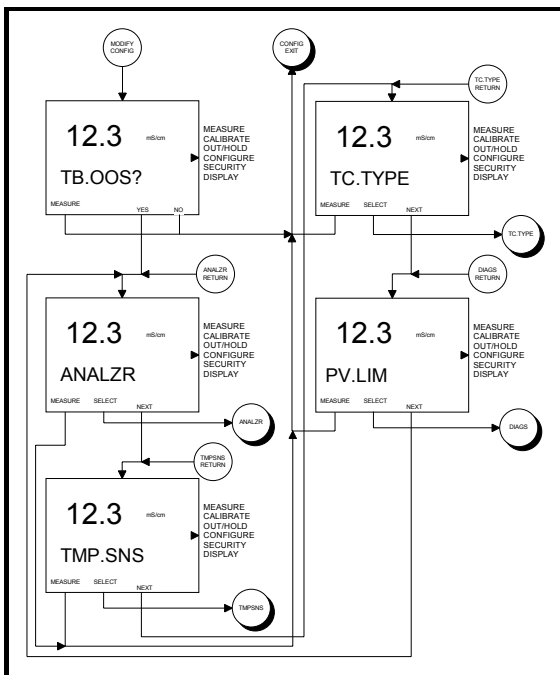 MODIFY
CONFIG
CONFIG
EXIT
12.3 mS/cm
TB.OOS?
MEASURE YES NO
MEASURE
CALIBRATE
OUT/HOLD
CONFIGURE
SECURITY
DISPLAY
TC.TYPE
RETURN
12.3 mS/cm
TC.TYPE
MEASURE SELECT NEXT
MEASURE
CALIBRATE
OUT/HOLD
CONFIGURE
SECURITY
DISPLAY
TC.TYPE
ANALZR
RETURN
12.3 mS/cm
ANALZR
MEASURE SELECT NEXT
MEASURE
CALIBRATE
OUT/HOLD
CONFIGURE
SECURITY
DISPLAY
ANALZR
DIAGS
RETURN
12.3 mS/cm
PV.LIM
MEASURE SELECT NEXT
MEASURE
CALIBRATE
OUT/HOLD
CONFIGURE
SECURITY
DISPLAY
DIAGS
TMPSNS
RETURN
12.3 mS/cm
TMP.SNS
MEASURE SELECT NEXT
MEASURE
CALIBRATE
OUT/HOLD
CONFIGURE
SECURITY
DISPLAY
TMPSNS